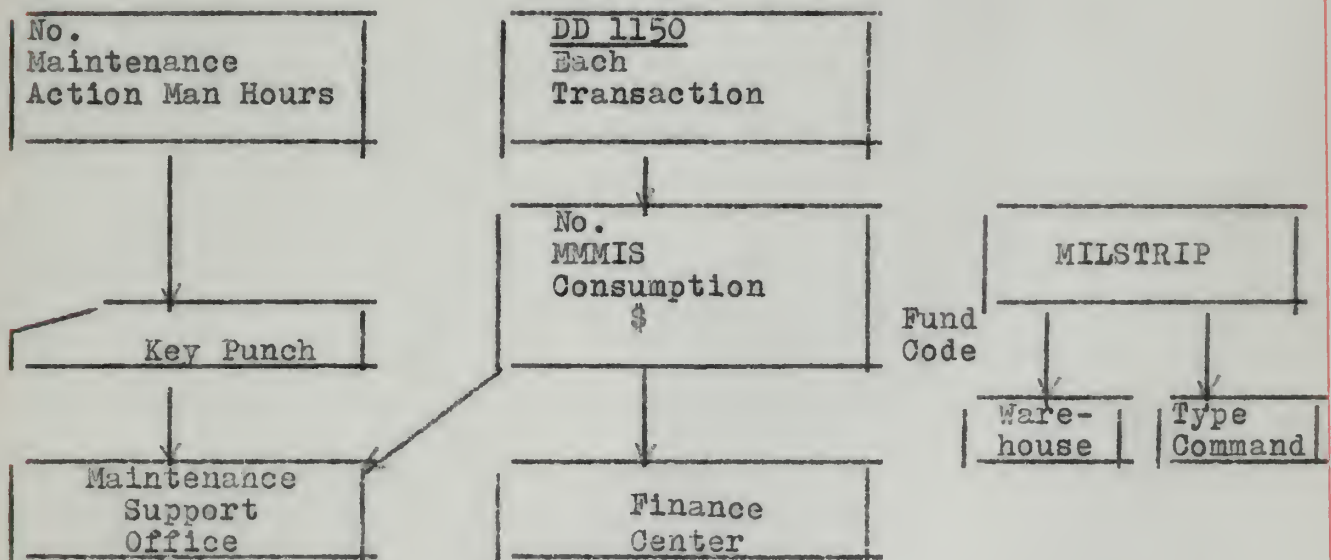 No.
Maintenance
Action Man Hours
DD 1150
Each
Transaction
No.
MMMIS
Consumption
$
MILSTRIP
Fund
Code
Key Punch
Ware-
house
Type
Command
Maintenance
Support
Office
Finance
Center